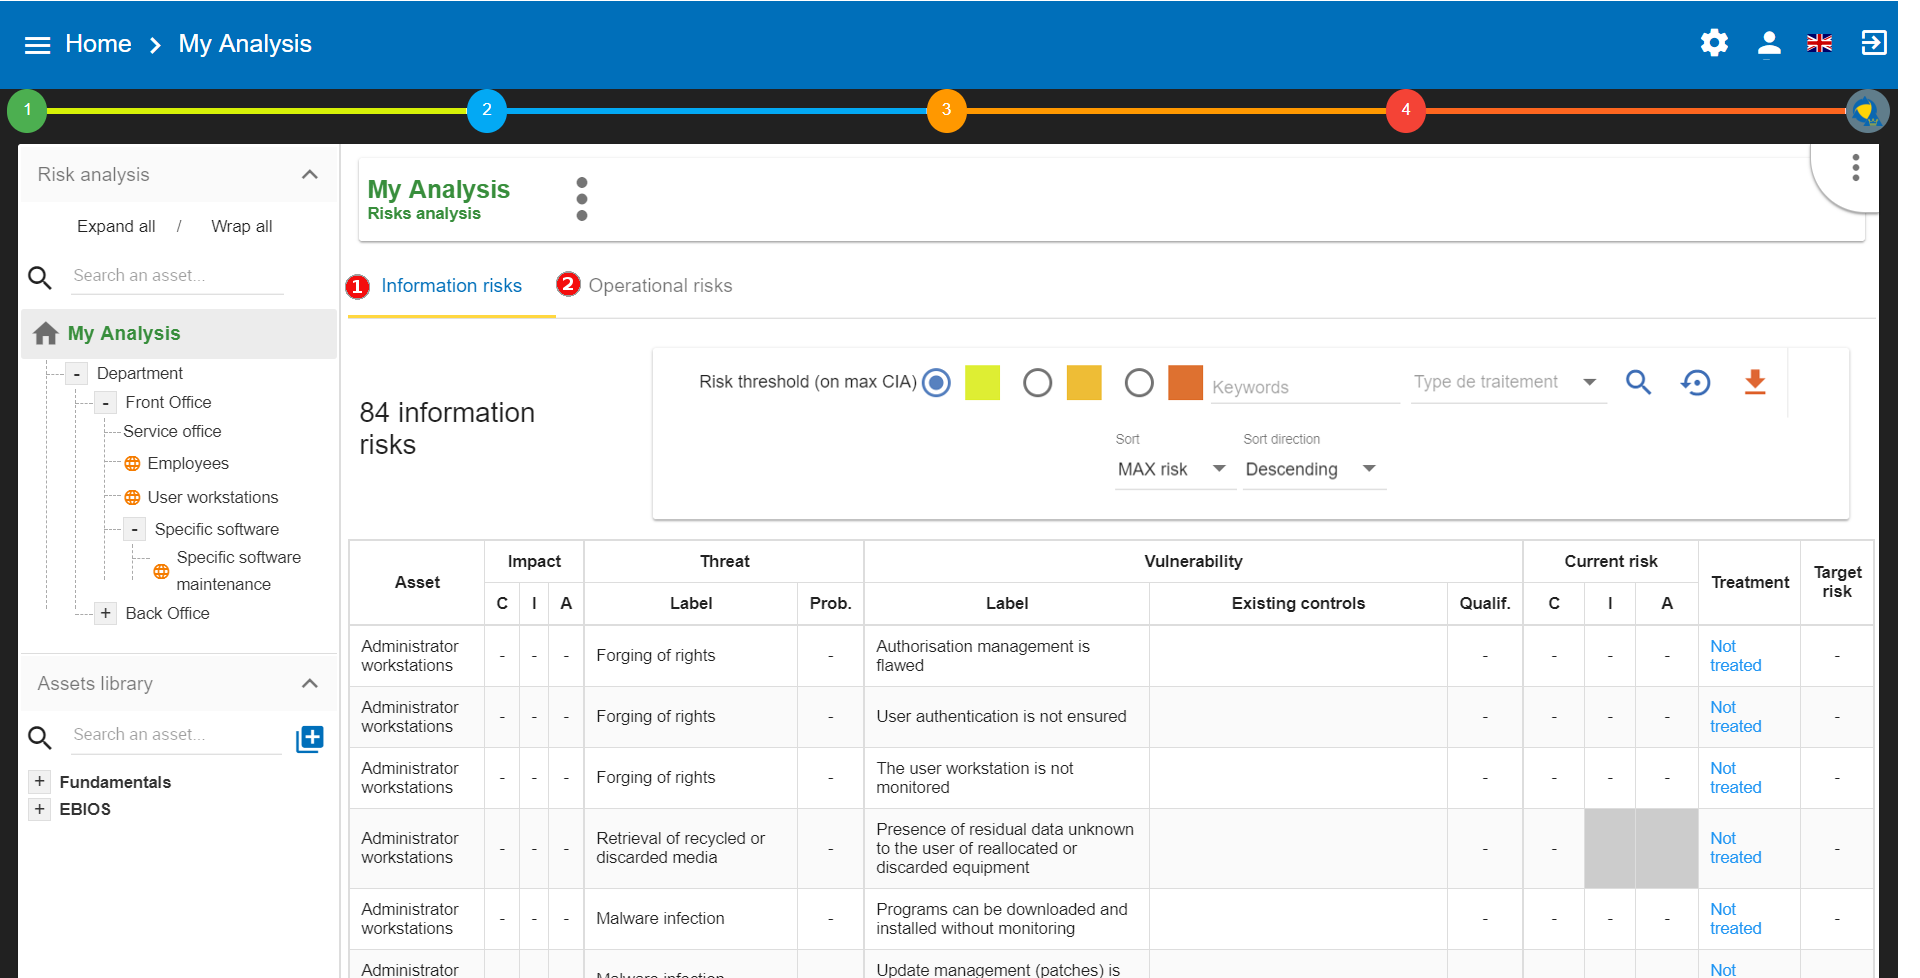 Home > My Analysis
1 2 3 4
Risk analysis
Expand all / Wrap all
Search an asset...
My Analysis
- Department
- Front Office
Service office
Employees
User workstations
- Specific software
Specific software
maintenance
+ Back Office
Assets library
Search an asset...
+ Fundamentals
+ EBIOS
My Analysis
Risks analysis
1 Information risks 2 Operational risks
84 information
risks
Risk threshold (on max CIA) Keywords Type de traitement
Sort Sort direction
MAX risk Descending
Asset Impact Threat Vulnerability Current risk Treatment Target
risk
C I A Label Prob. Label Existing controls Qualif. C I A
Administrator
workstations - - - Forging of rights - Authorisation management is
flawed - - - - Not
treated -
Administrator
workstations - - - Forging of rights - User authentication is not ensured - - - - Not
treated -
Administrator
workstations - - - Forging of rights - The user workstation is not
monitored - - - - Not
treated -
Administrator
workstations - - - Retrieval of recycled or
discarded media - Presence of residual data unknown
to the user of reallocated or
discarded equipment - - Not
treated -
Administrator
workstations - - - Malware infection - Programs can be downloaded and
installed without monitoring - - - - Not
treated -
Administrator Malware infection Update management (patches) is Not